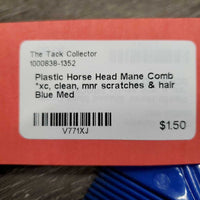 The Tack Collector
1000838-1352
Plastic Horse Head Mane Comb
*xc, clean, mnr scratches & hair
Blue Med
V771XJ
$1.50